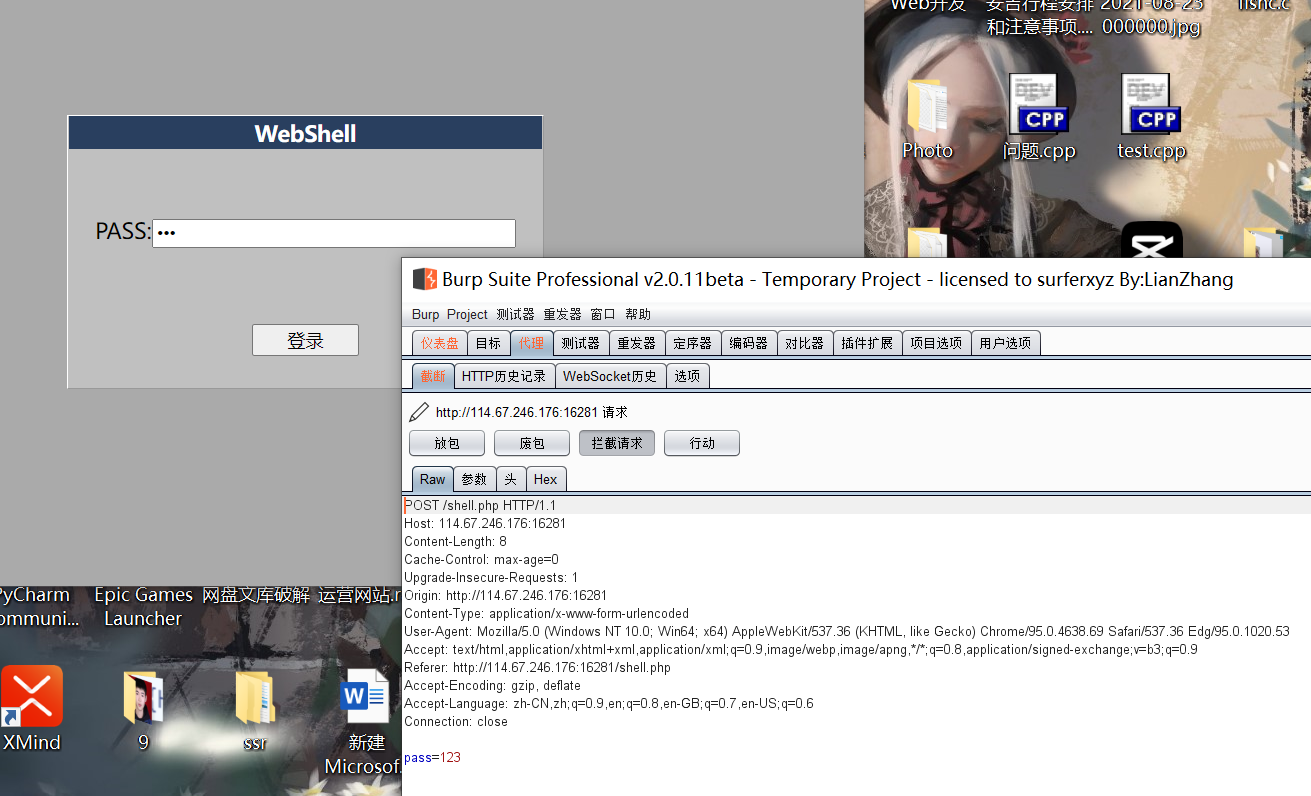 Web开发
安吉行程安排
和注意事项....
2021-08-23
000000.jpg
fishc.c
WebShell
PASS:•••
登录
Photo
问题.cpp
test.cpp
Burp Suite Professional v2.0.11beta - Temporary Project - licensed to surferxyz By:LianZhang
Burp Project 测试器 重发器 窗口 帮助
仪表盘 目标 代理 测试器 重发器 定序器 编码器 对比器 插件扩展 项目选项 用户选项
截断 HTTP历史记录 WebSocket历史 选项
http://114.67.246.176:16281 请求
放包 废包 拦截请求 行动
Raw 参数 头 Hex
POST /shell.php HTTP/1.1
Host: 114.67.246.176:16281
Content-Length: 8
Cache-Control: max-age=0
Upgrade-Insecure-Requests: 1
Origin: http://114.67.246.176:16281
Content-Type: application/x-www-form-urlencoded
User-Agent: Mozilla/5.0 (Windows NT 10.0; Win64; x64) AppleWebKit/537.36 (KHTML, like Gecko) Chrome/95.0.4638.69 Safari/537.36 Edg/95.0.1020.53
Accept: text/html,application/xhtml+xml,application/xml;q=0.9,image/webp,image/apng,*/*;q=0.8,application/signed-exchange;v=b3;q=0.9
Referer: http://114.67.246.176:16281/shell.php
Accept-Encoding: gzip, deflate
Accept-Language: zh-CN,zh;q=0.9,en;q=0.8,en-GB;q=0.7,en-US;q=0.6
Connection: close
pass=123
PyCharm
ommuni...
Epic Games
Launcher
网盘文库破解
运营网站.r
XMind
9
ssr
新建
Microsof.